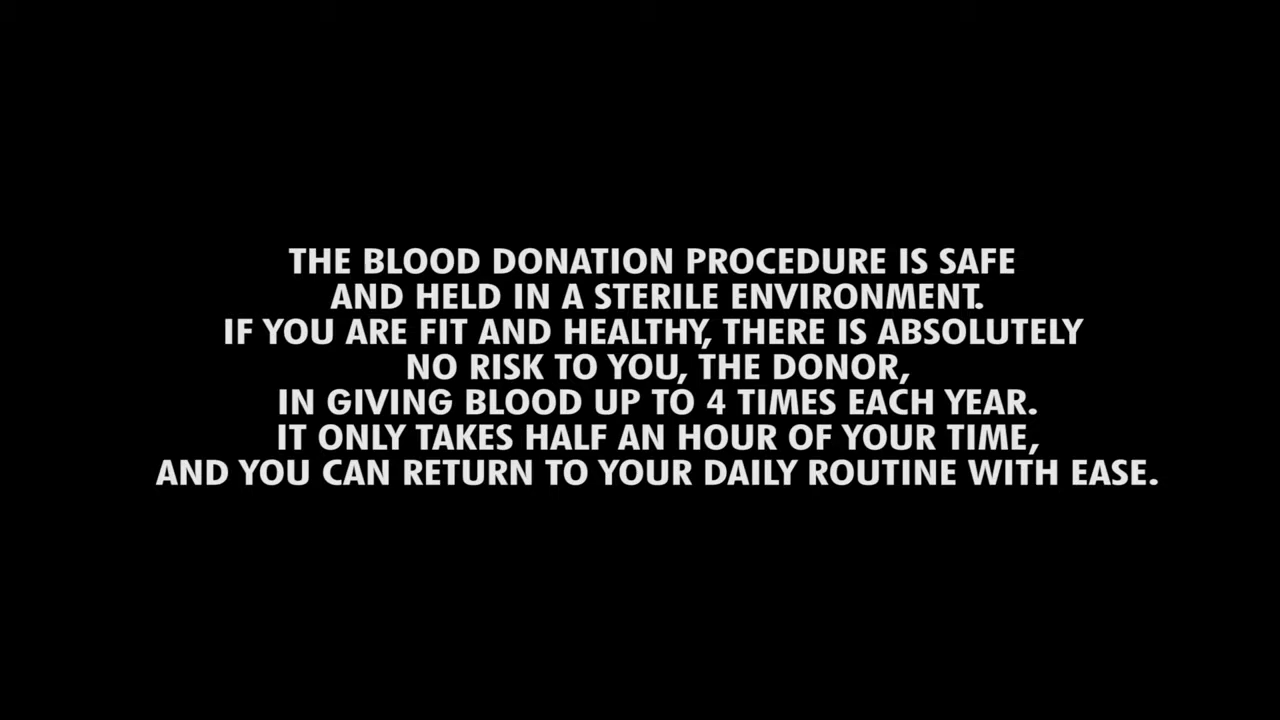 THE BLOOD DONATION PROCEDURE IS SAFE
AND HELD IN A STERILE ENVIRONMENT.
IF YOU ARE FIT AND HEALTHY, THERE IS ABSOLUTELY
NO RISK TO YOU, THE DONOR,
IN GIVING BLOOD UP TO 4 TIMES EACH YEAR.
IT ONLY TAKES HALF AN HOUR OF YOUR TIME,
AND YOU CAN RETURN TO YOUR DAILY ROUTINE WITH EASE.